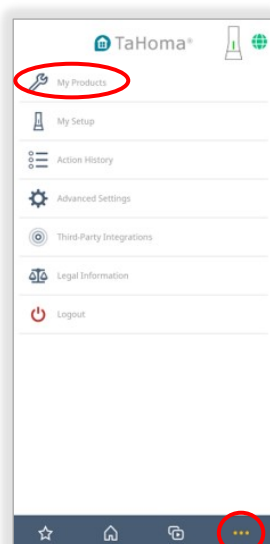 TaHoma®
My Products
My Setup
Action History
Advanced Settings
Third-Party Integrations
Legal Information
Logout